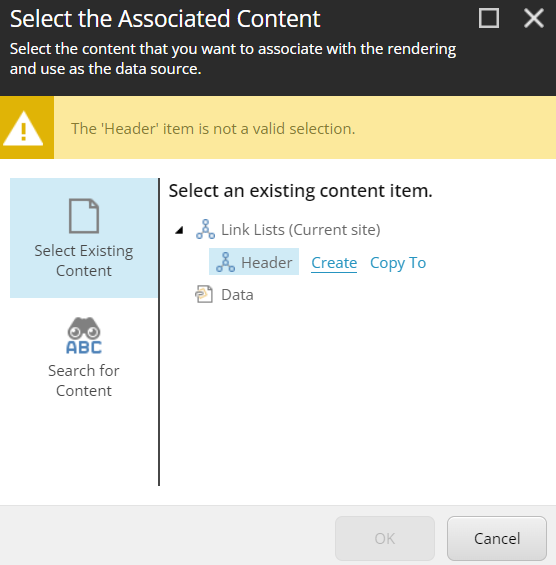 Select the Associated Content
Select the content that you want to associate with the rendering
and use as the data source.
The 'Header' item is not a valid selection.
Select Existing
Content
ABC
Search for
Content
Select an existing content item.
Link Lists (Current site)
Header Create Copy To
Data
OK Cancel